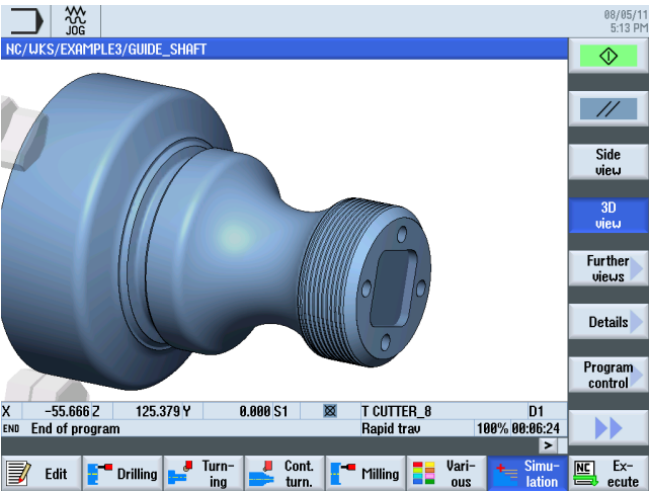 JOG
08/05/11
5:13 PM
NC/WKS/EXAMPLE3/GUIDE_SHAFT
Side
view
3D
view
Further
views
Details
Program
control
X -55.666 Z 125.379 Y 0.000 S1 T CUTTER_8 D1
END End of program Rapid trav 100% 00:06:24
>
Edit
Drilling
Turn-
ing
Cont.
turn.
Milling
Vari-
ous
Simu-
lation
NC Ex-
ecute